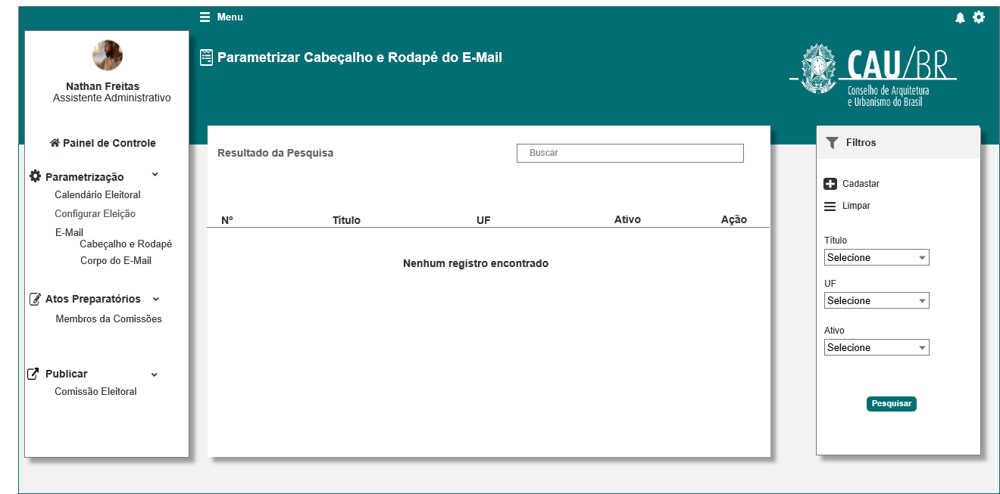 Menu
Nathan Freitas
Assistente Administrativo
Painel de Controle
Parametrização
Calendário Eleitoral
Configurar Eleição
E-Mail
Cabeçalho e Rodapé
Corpo do E-Mail
Atos Preparatórios
Membros da Comissões
Publicar
Comissão Eleitoral
Parametrizar Cabeçalho e Rodapé do E-Mail
CAU/BR
Conselho de Arquitetura
e Urbanismo do Brasil
Resultado da Pesquisa
Buscar
Nº Título UF Ativo Ação
Nenhum registro encontrado
Filtros
Cadastar
Limpar
Título
Selecione
UF
Selecione
Ativo
Selecione
Pesquisar